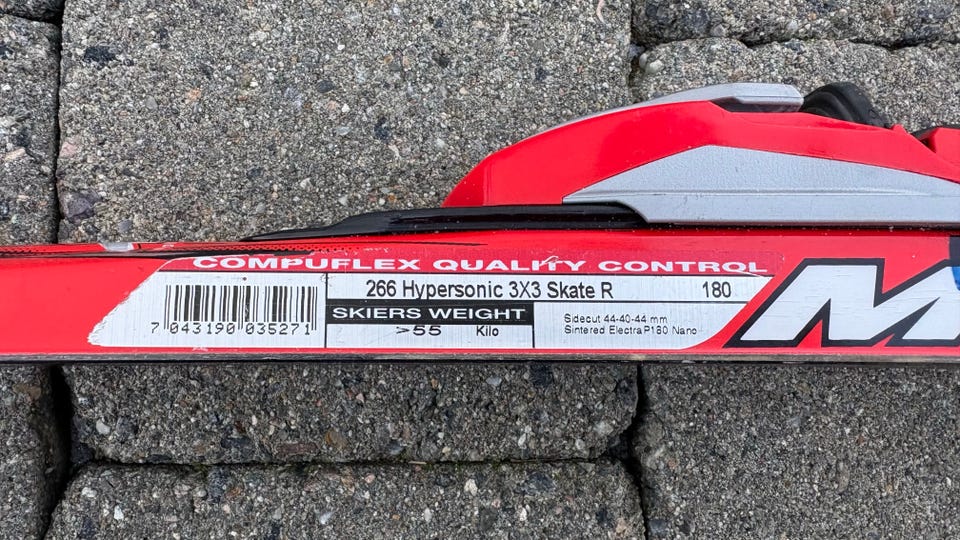 COMPUFLEX QUALITY CONTROL
266 Hypersonic 3X3 Skate R 180
SKIERS WEIGHT
>55 Kilo
Sidecut 44-40-44 mm
Sintered Electra P180 Nano
7 043190 035271
M